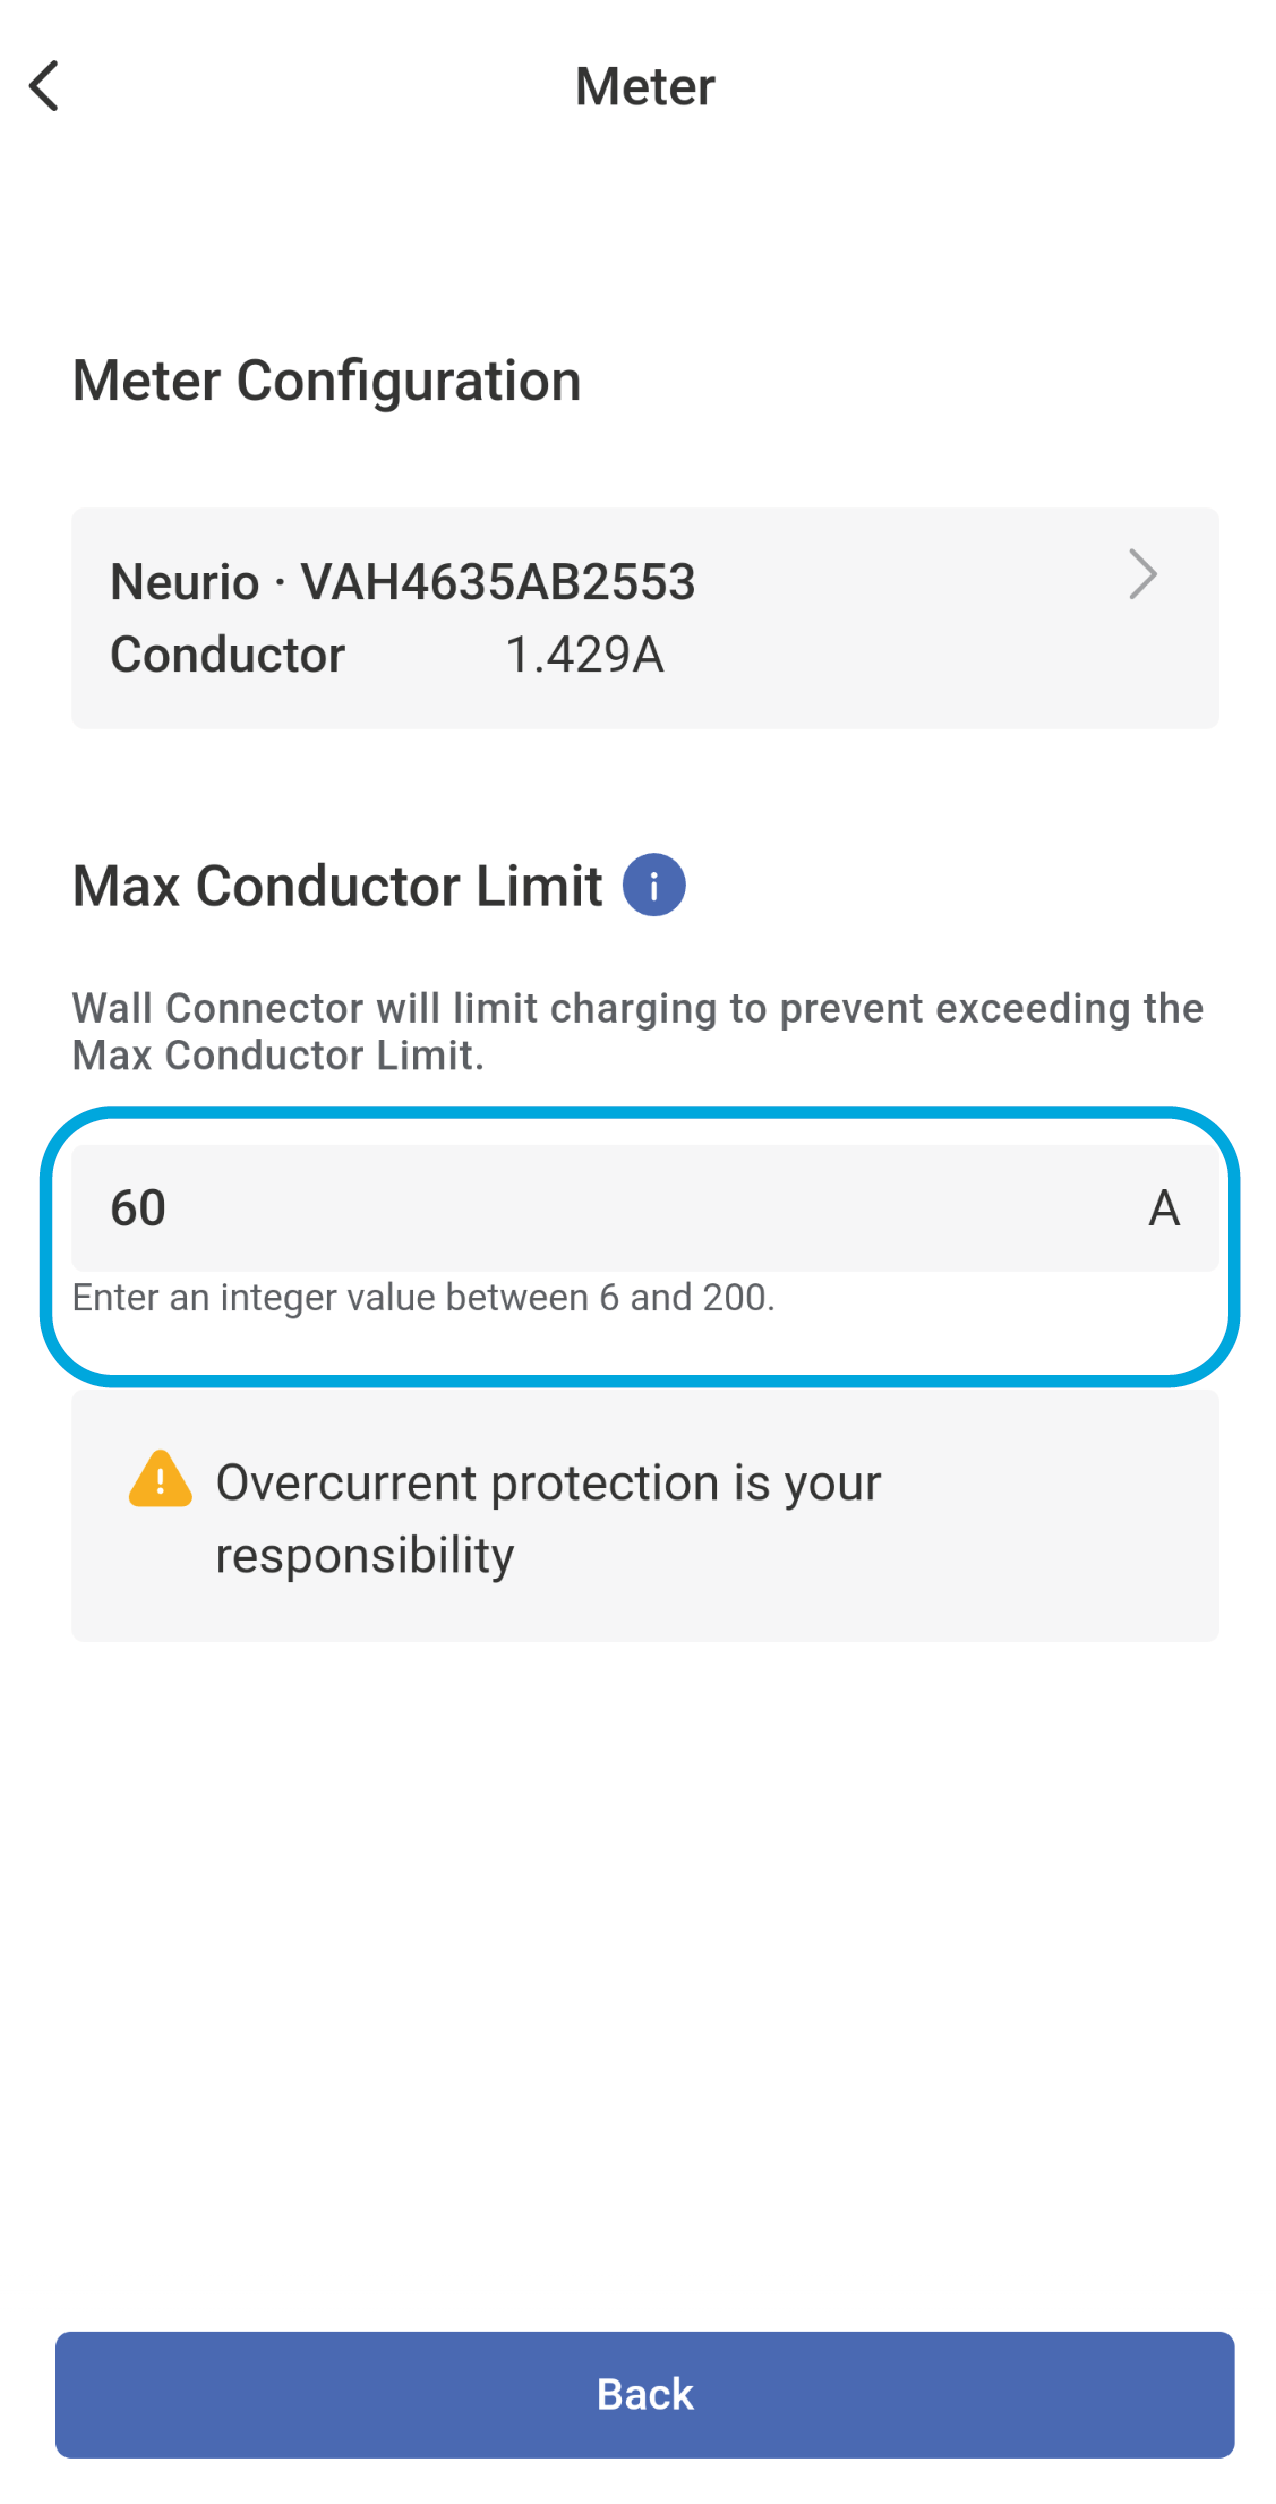 Meter
Meter Configuration
Neurio · VAH4635AB2553
Conductor 1.429A
Max Conductor Limit
Wall Connector will limit charging to prevent exceeding the
Max Conductor Limit.
60 A
Enter an integer value between 6 and 200.
Overcurrent protection is your
responsibility
Back